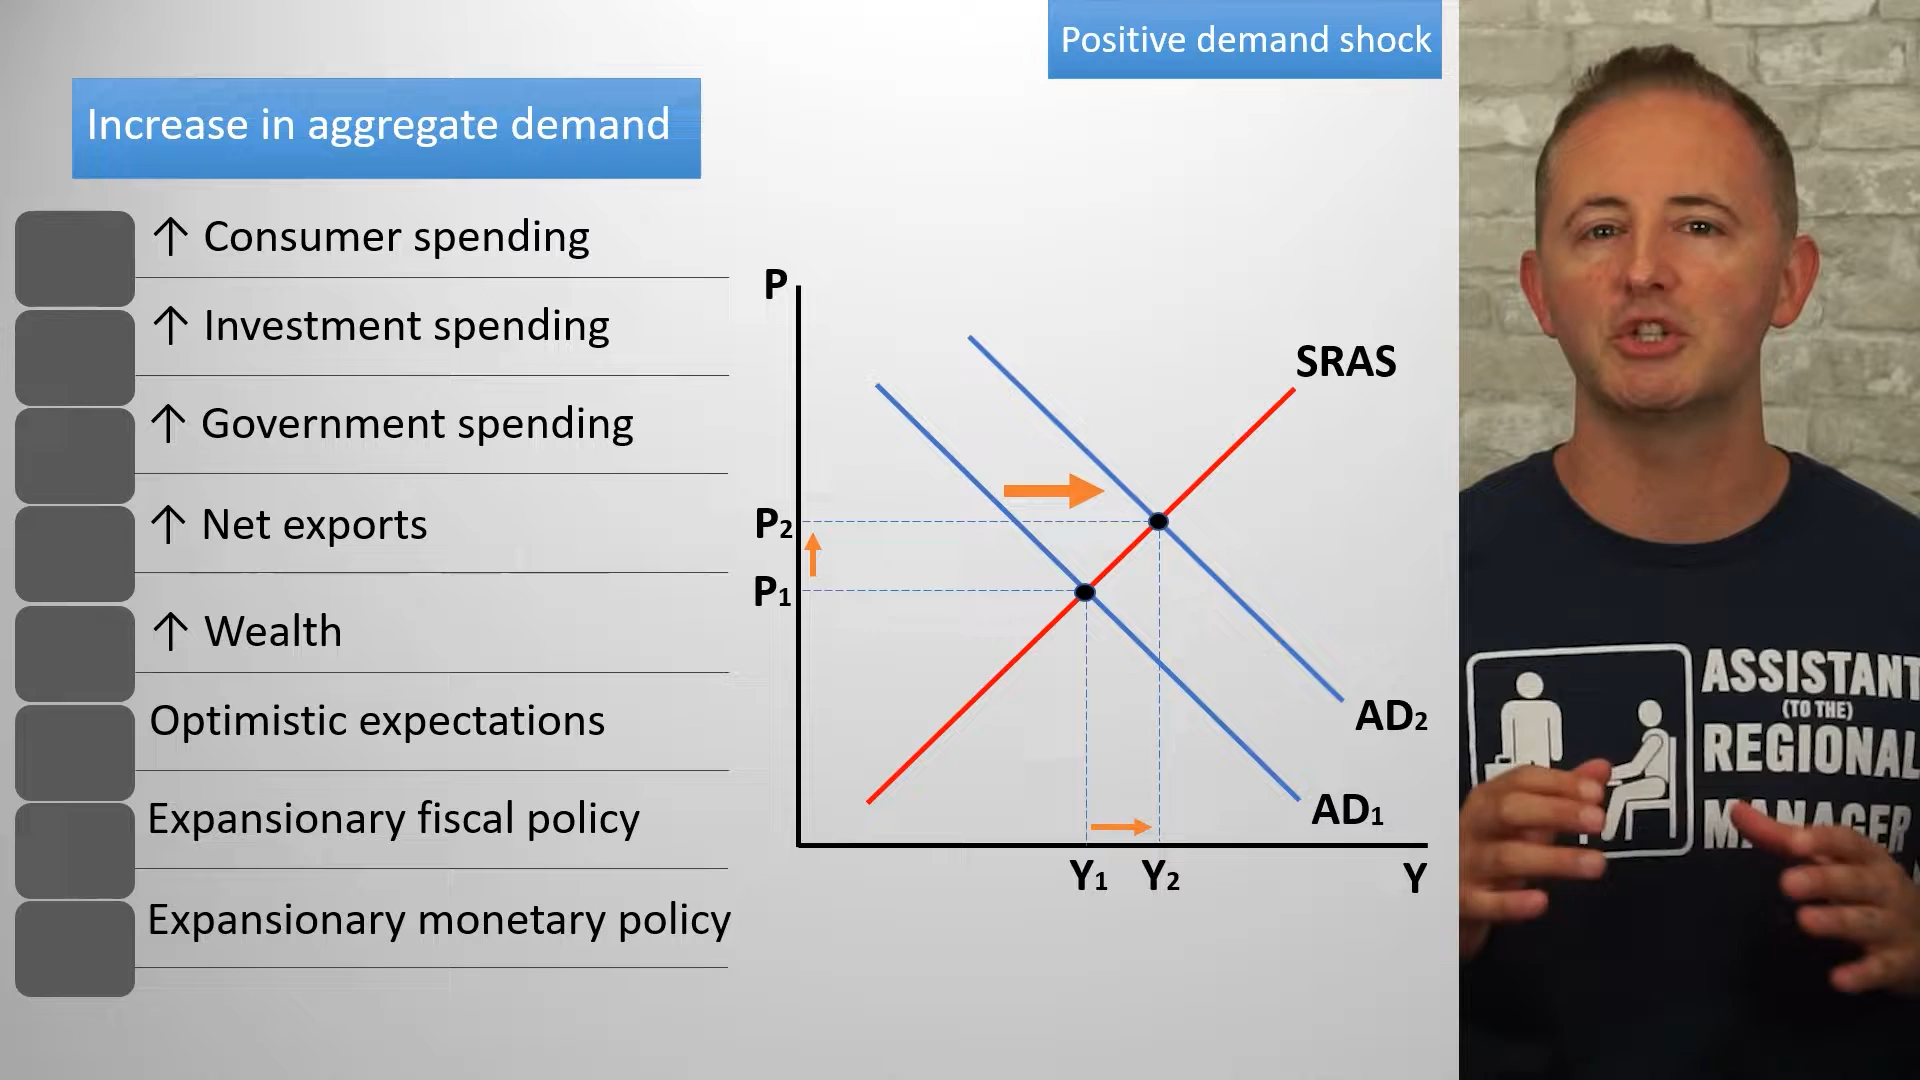 Positive demand shock
Increase in aggregate demand
↑ Consumer spending
↑ Investment spending
↑ Government spending
↑ Net exports
↑ Wealth
Optimistic expectations
Expansionary fiscal policy
Expansionary monetary policy
P
SRAS
P2
P1
AD2
AD1
Y1 Y2
Y
ASSISTANT
(TO THE)
REGIONAL
MANAGER